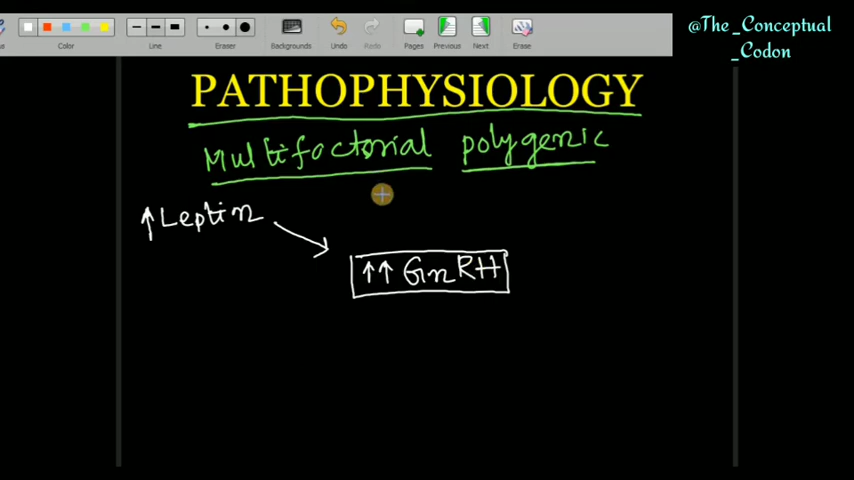 @The_Conceptual
_Codon
Color
Line
Eraser
Backgrounds
Undo
Redo
Pages
Previous
Next
Erase
PATHOPHYSIOLOGY
Multifactorial polygenic
↑Leptin
↑↑ GnRH